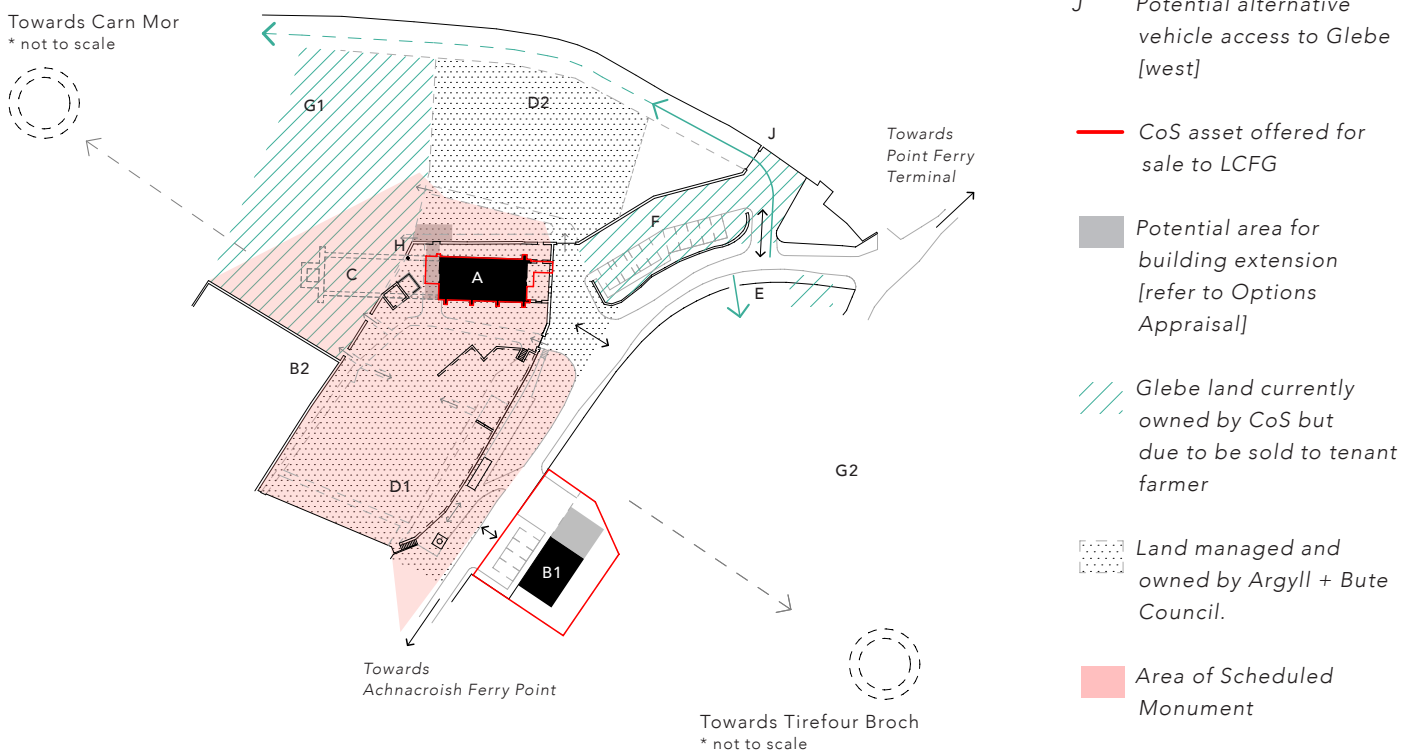 Towards Carn Mor
* not to scale
G1
D2
J
Towards
Point Ferry
Terminal
F
H
C
A
E
B2
D1
G2
B1
Towards
Achnacroish Ferry Point
Towards Tirefour Broch
* not to scale
J Potential alternative
vehicle access to Glebe
[west]
CoS asset offered for
sale to LCFG
Potential area for
building extension
[refer to Options
Appraisal]
Glebe land currently
owned by CoS but
due to be sold to tenant
farmer
Land managed and
owned by Argyll + Bute
Council.
Area of Scheduled
Monument